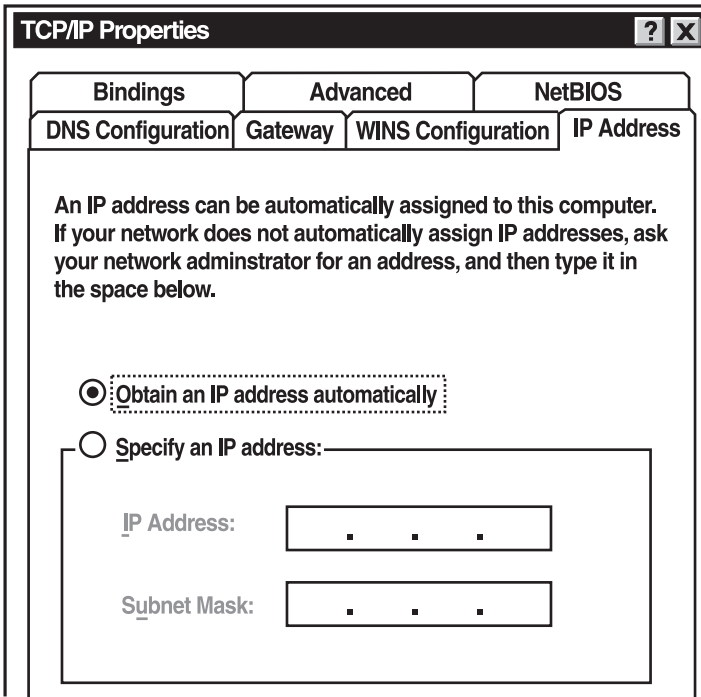 TCP/IP Properties ? X
Bindings Advanced NetBIOS
DNS Configuration Gateway WINS Configuration IP Address
An IP address can be automatically assigned to this computer.
If your network does not automatically assign IP addresses, ask
your network adminstrator for an address, and then type it in
the space below.
Obtain an IP address automatically
Specify an IP address:
IP Address: . . .
Subnet Mask: . . .